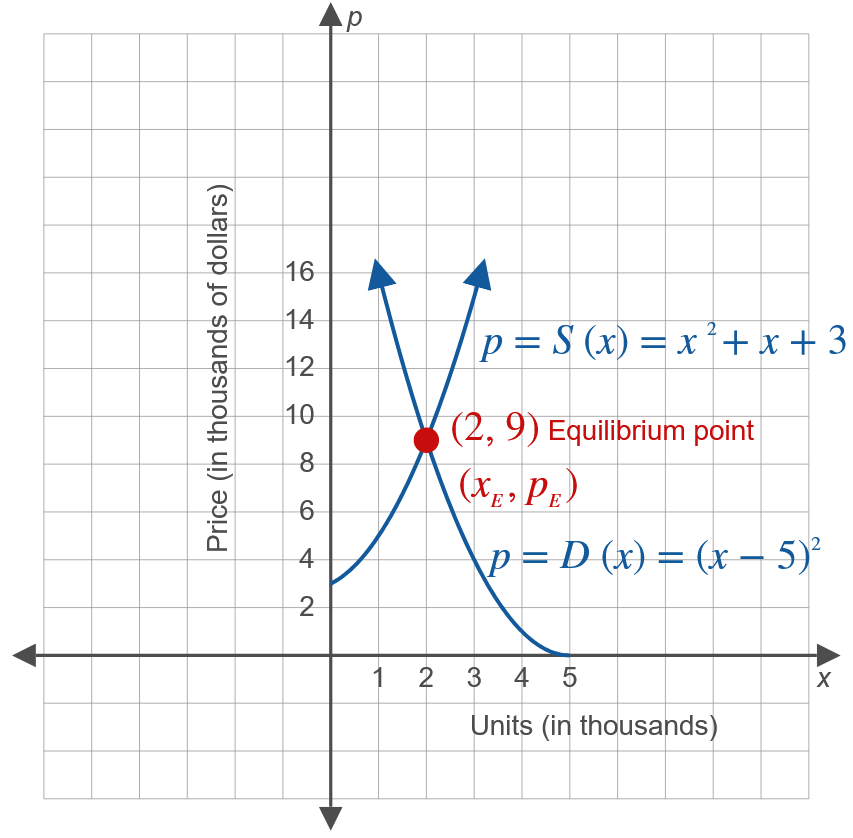 p
Price (in thousands of dollars)
16
14
12
10
8
6
4
2
p = S (x) = x² + x + 3
(2, 9) Equilibrium point
(x_E, p_E)
p = D (x) = (x − 5)²
1 2 3 4 5
x
Units (in thousands)